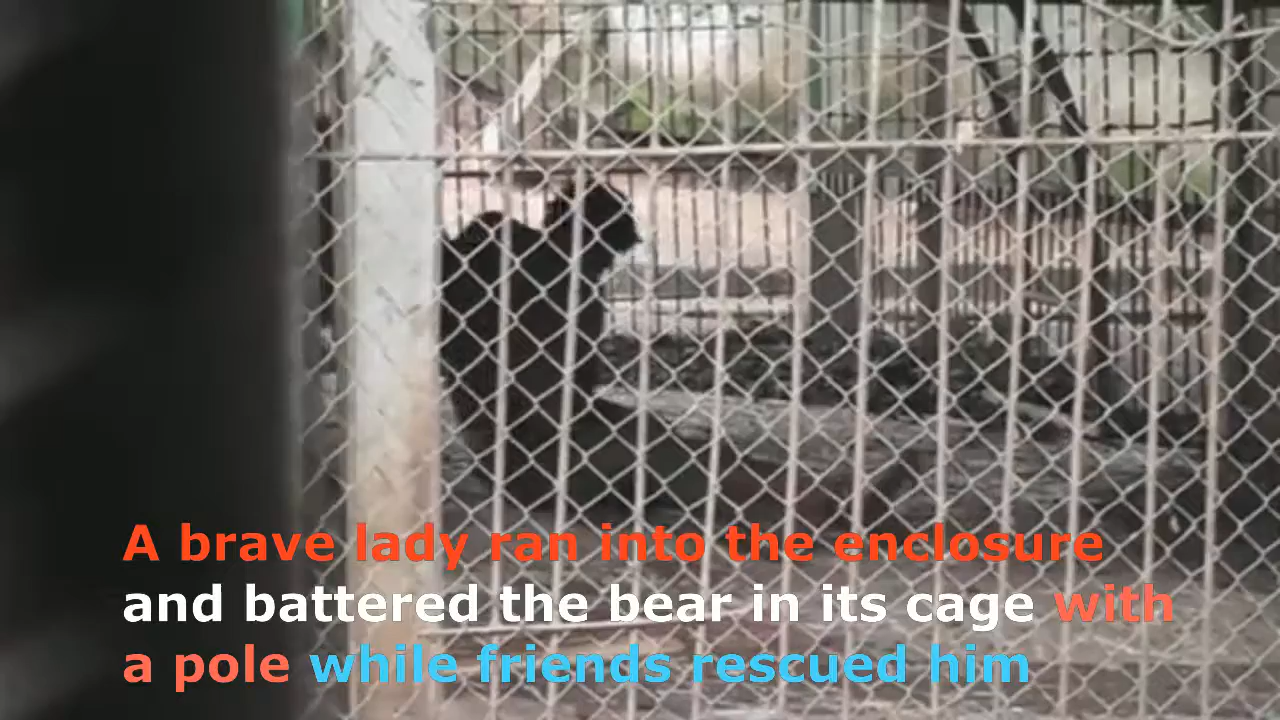 A brave lady ran into the enclosure
and battered the bear in its cage with
a pole while friends rescued him